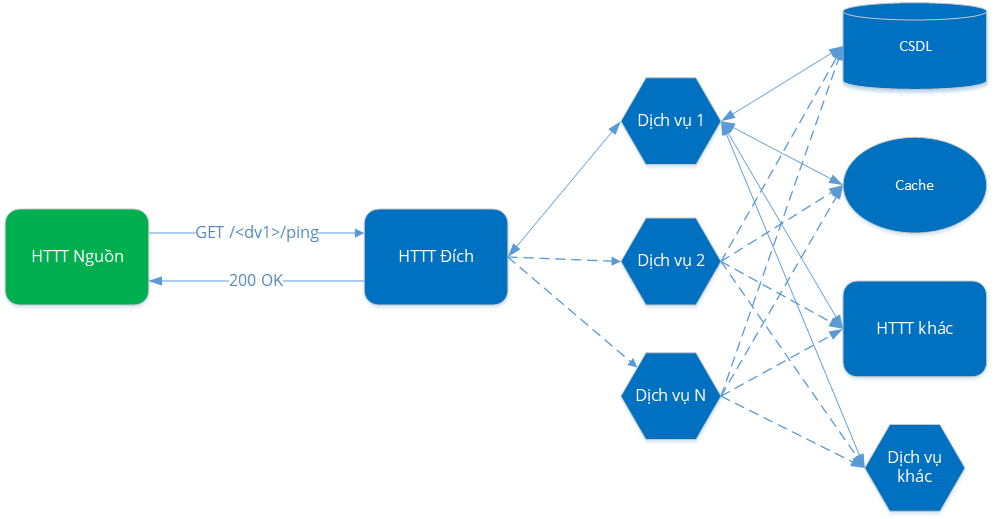 HTTT Nguồn
GET /<dv1>/ping
200 OK
HTTT Đích
Dịch vụ 1
Dịch vụ 2
Dịch vụ N
CSDL
Cache
HTTT khác
Dịch vụ
khác